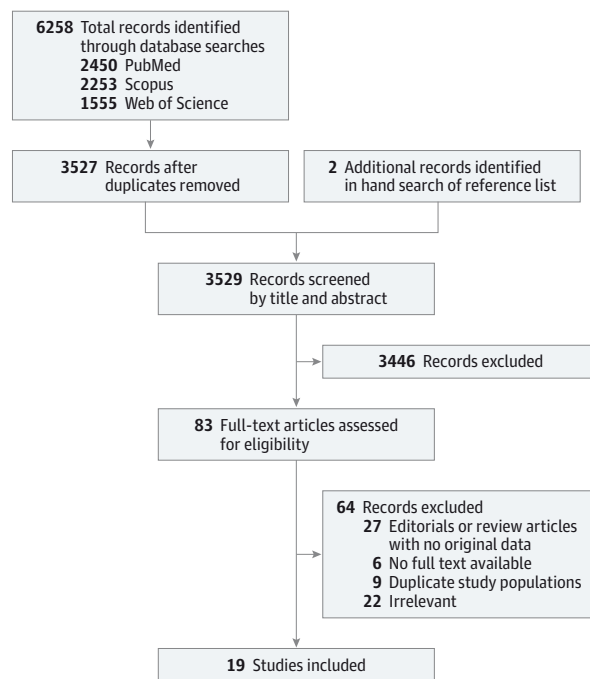 6258 Total records identified
through database searches
2450 PubMed
2253 Scopus
1555 Web of Science
3527 Records after
duplicates removed
2 Additional records identified
in hand search of reference list
3529 Records screened
by title and abstract
3446 Records excluded
83 Full-text articles assessed
for eligibility
64 Records excluded
27 Editorials or review articles
with no original data
6 No full text available
9 Duplicate study populations
22 Irrelevant
19 Studies included